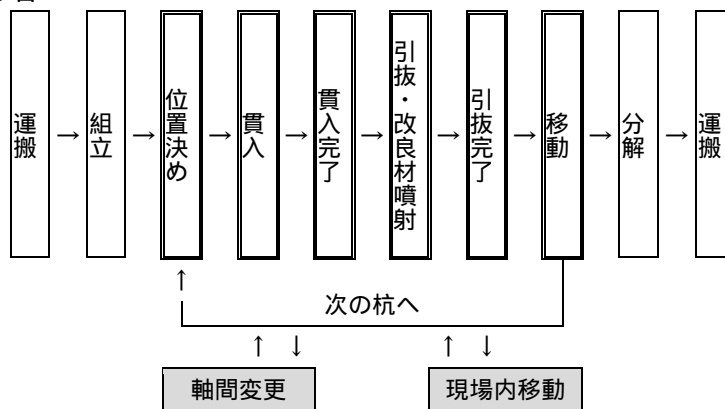 運搬
→
組立
→
位置決め
→
貫入
→
貫入完了
→
引抜・改良材噴射
→
引抜完了
→
移動
→
分解
→
運搬
↑
次の杭へ
↑ ↓
↑ ↓
軸間変更
現場内移動